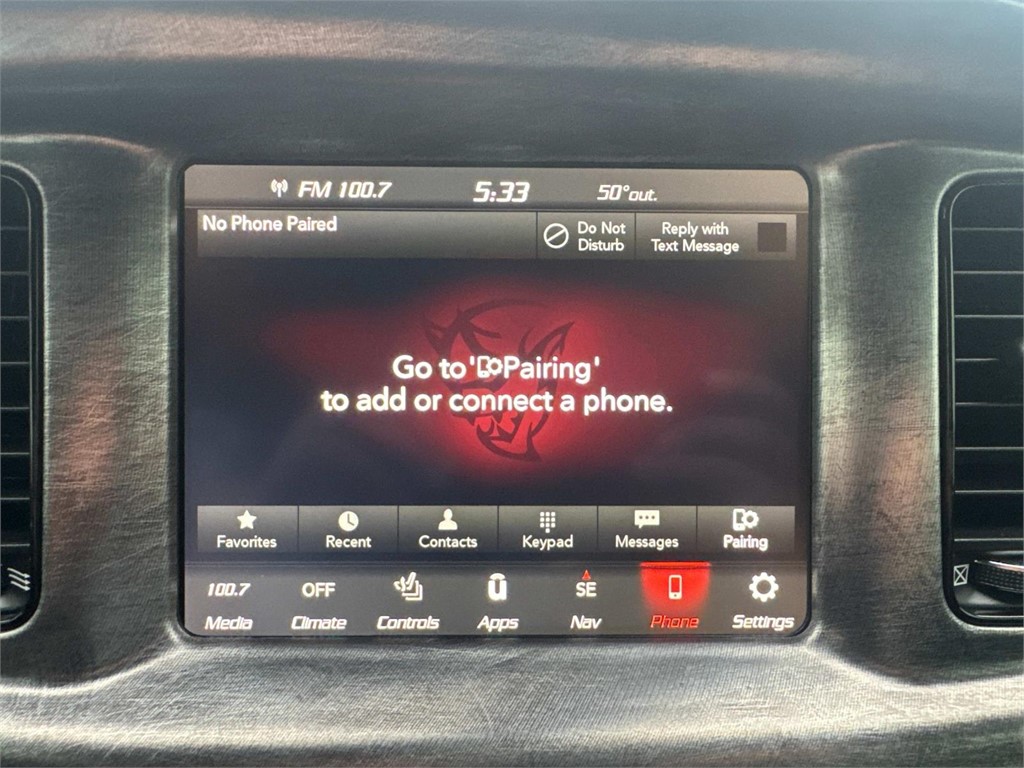 FM 100.7 5:33 50° out.
No Phone Paired
Do Not
Disturb
Reply with
Text Message
Go to 'Pairing'
to add or connect a phone.
Favorites Recent Contacts Keypad Messages Pairing
100.7 OFF SE
Media Climate Controls Apps Nav Phone Settings